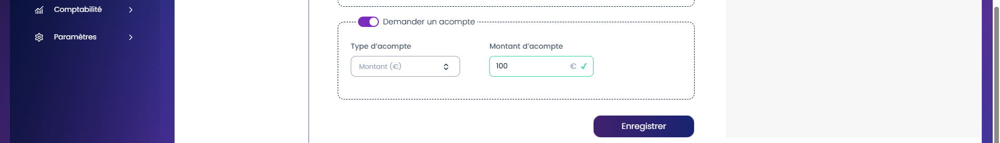 Comptabilité
Paramètres
Demander un acompte
Type d’acompte
Montant d’acompte
Montant (€)
100 €
Enregistrer